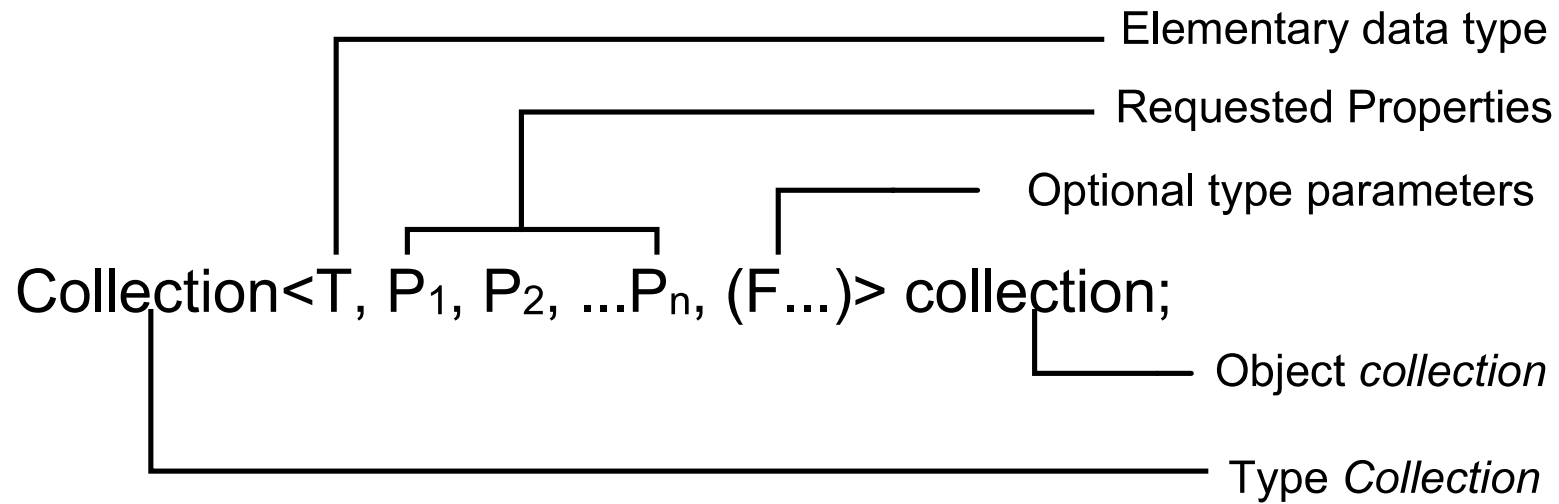 Elementary data type
Requested Properties
Optional type parameters
Collection<T, P₁, P₂, ...Pₙ, (F...)> collection;
Object collection
Type Collection